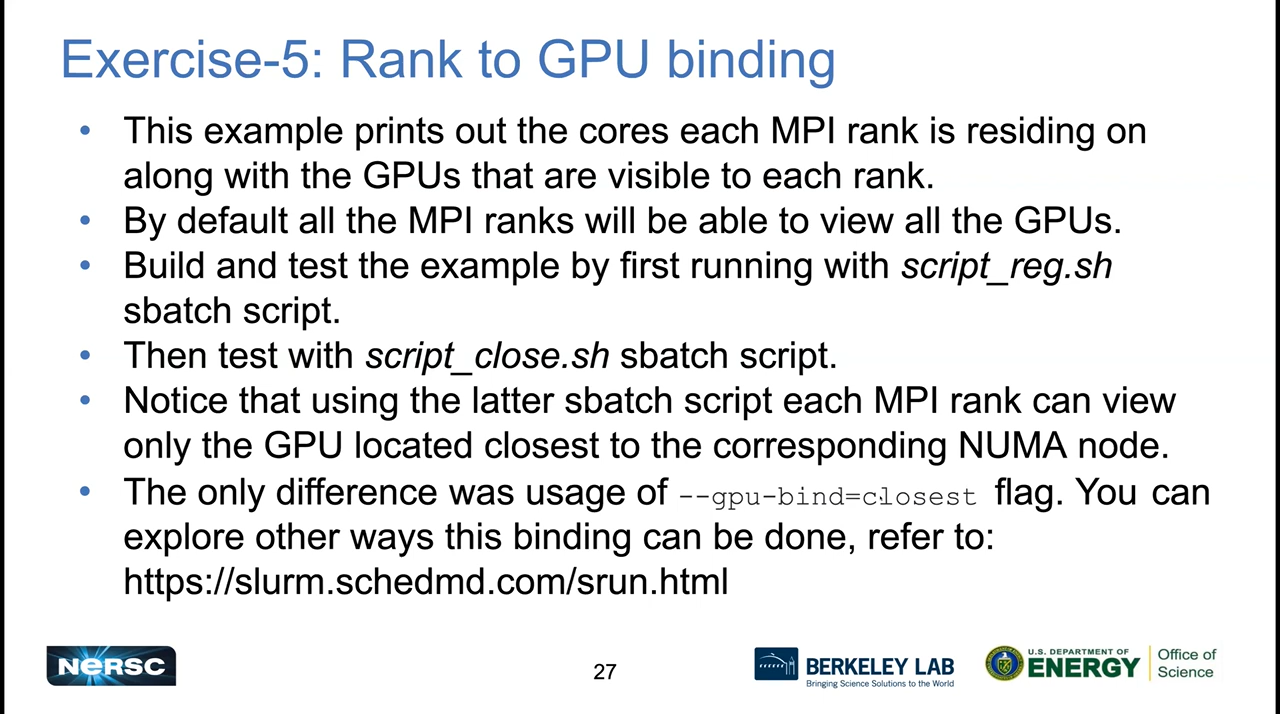 Exercise-5: Rank to GPU binding
• This example prints out the cores each MPI rank is residing on
along with the GPUs that are visible to each rank.
• By default all the MPI ranks will be able to view all the GPUs.
• Build and test the example by first running with script_reg.sh
sbatch script.
• Then test with script_close.sh sbatch script.
• Notice that using the latter sbatch script each MPI rank can view
only the GPU located closest to the corresponding NUMA node.
• The only difference was usage of --gpu-bind=closest flag. You can
explore other ways this binding can be done, refer to:
https://slurm.schedmd.com/srun.html
NERSC
27
BERKELEY LAB
Bringing Science Solutions to the World
U.S. DEPARTMENT OF
ENERGY
Office of
Science